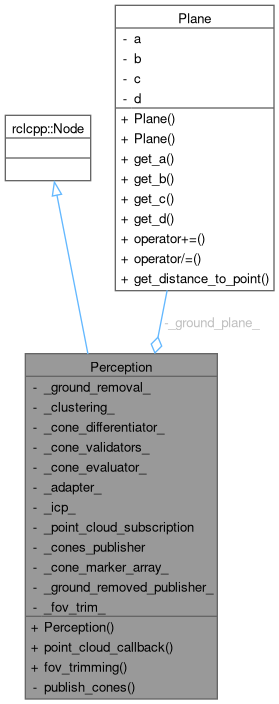 Plane
- a
- b
- c
- d
+ Plane()
+ Plane()
+ get_a()
+ get_b()
+ get_c()
+ get_d()
+ operator+=()
+ operator/=()
+ get_distance_to_point()
rclcpp::Node
-_ground_plane_
Perception
- _ground_removal_
- _clustering_
- _cone_differentiator_
- _cone_validators_
- _cone_evaluator_
- _adapter_
- _icp_
- _point_cloud_subscription
- _cones_publisher
- _cone_marker_array_
- _ground_removed_publisher_
- _fov_trim_
+ Perception()
+ point_cloud_callback()
+ fov_trimming()
- publish_cones()